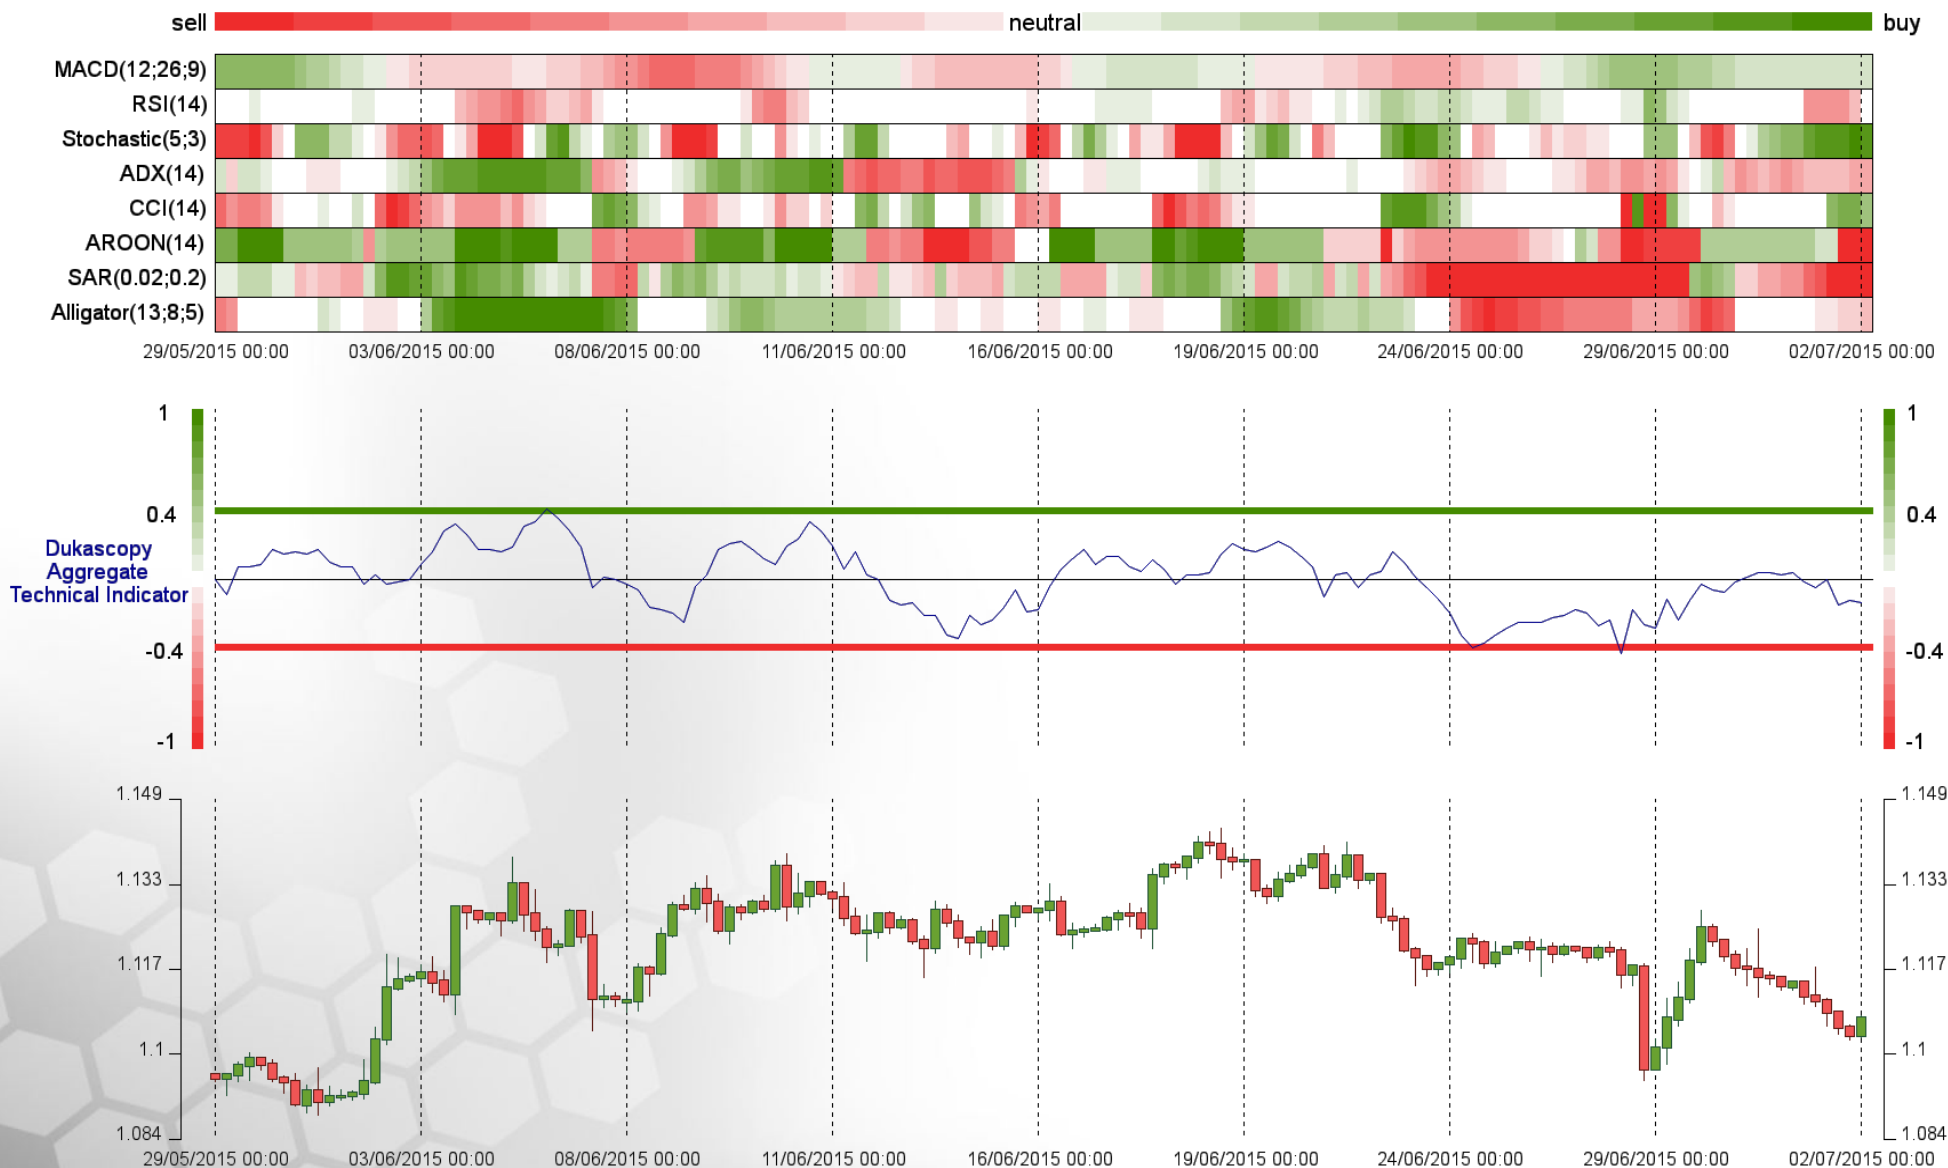 sell neutral buy
MACD(12;26;9)
RSI(14)
Stochastic(5;3)
ADX(14)
CCI(14)
AROON(14)
SAR(0.02;0.2)
Alligator(13;8;5)
29/05/2015 00:00 03/06/2015 00:00 08/06/2015 00:00 11/06/2015 00:00 16/06/2015 00:00 19/06/2015 00:00 24/06/2015 00:00 29/06/2015 00:00 02/07/2015 00:00
1 1
0.4 0.4
Dukascopy
Aggregate
Technical Indicator
-0.4 -0.4
-1 -1
1.149 1.149
1.133 1.133
1.117 1.117
1.1 1.1
1.084 1.084
29/05/2015 00:00 03/06/2015 00:00 08/06/2015 00:00 11/06/2015 00:00 16/06/2015 00:00 19/06/2015 00:00 24/06/2015 00:00 29/06/2015 00:00 02/07/2015 00:00